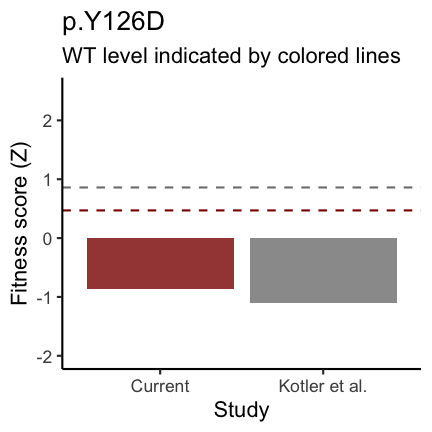 p.Y126D
WT level indicated by colored lines
Fitness score (Z)
2
1
0
-1
-2
Current
Kotler et al.
Study